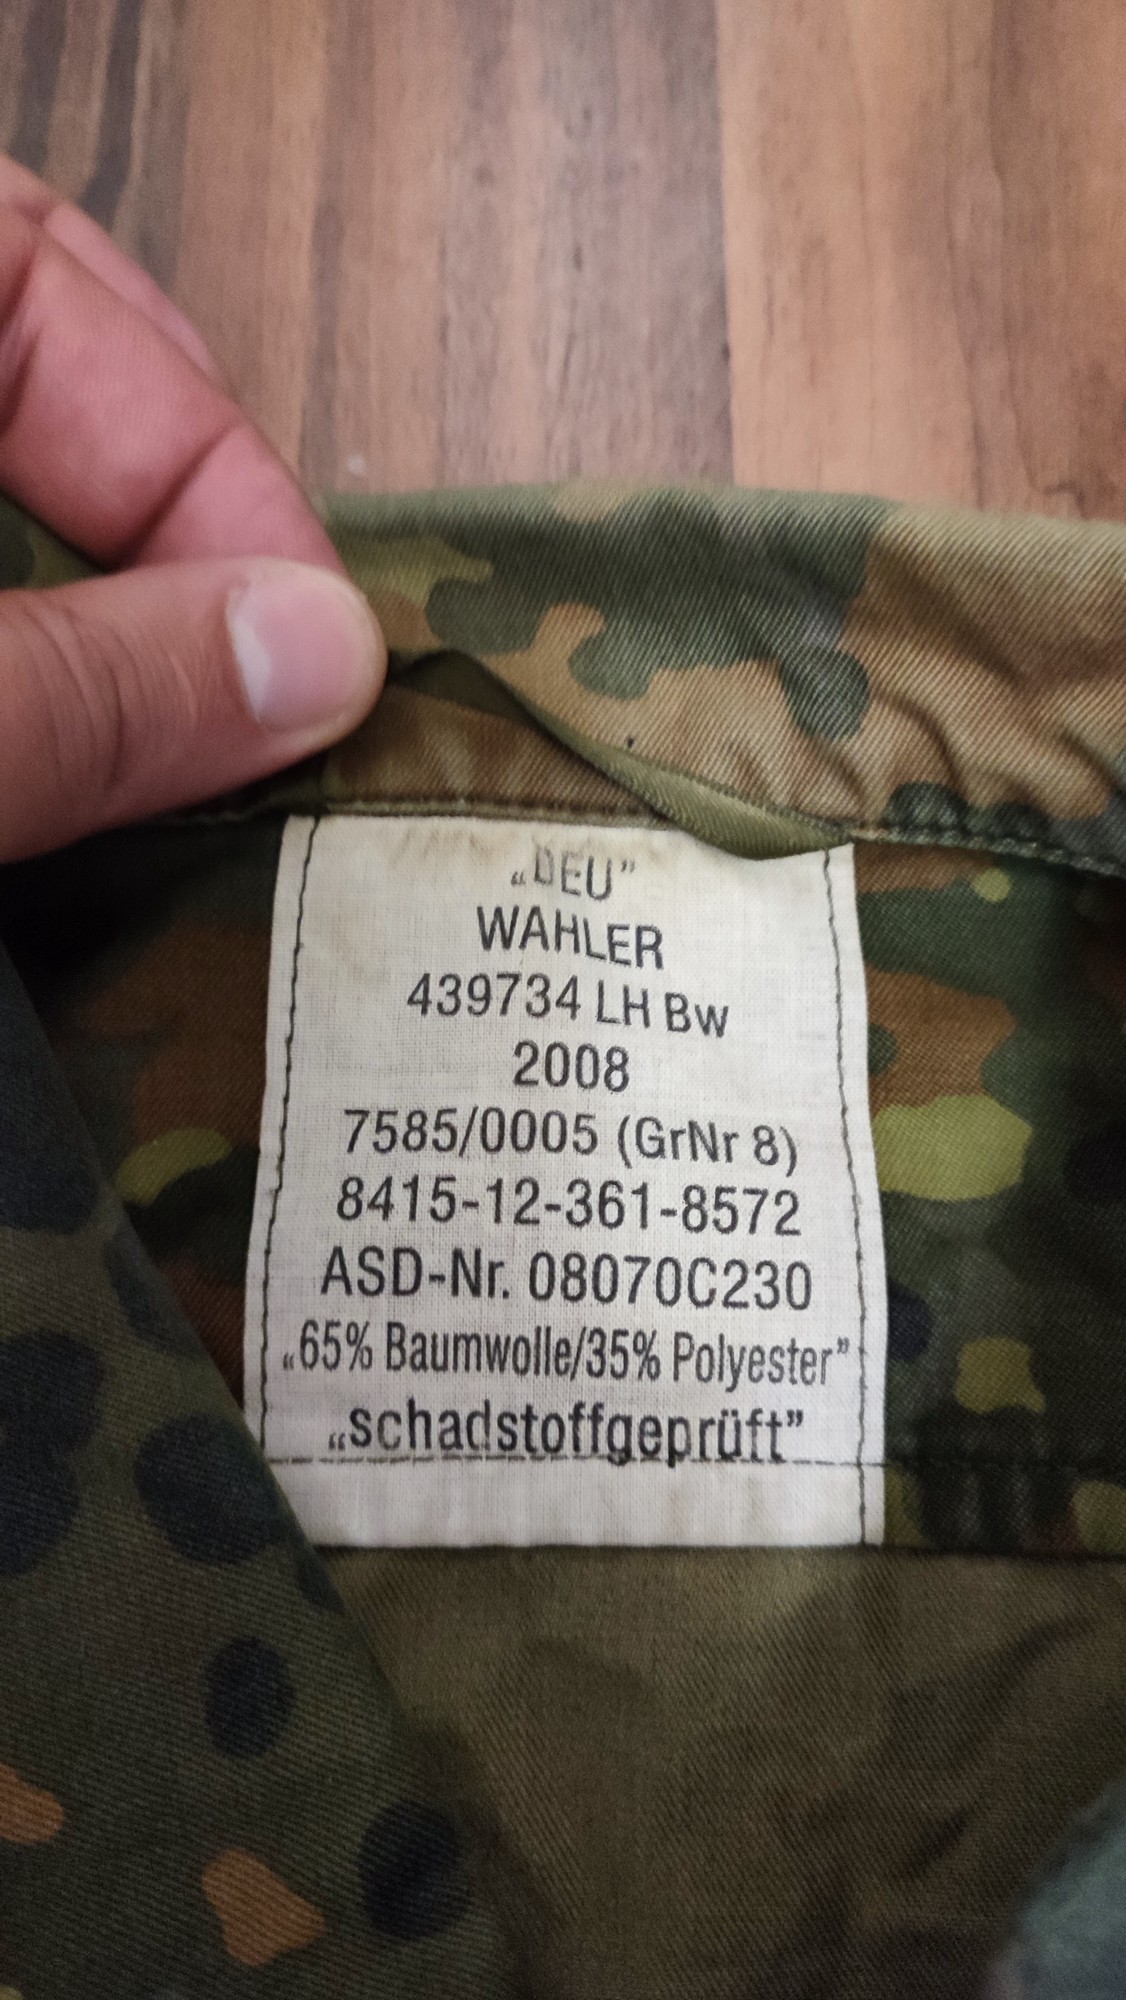 „DEU”
WAHLER
439734 LH Bw
2008
7585/0005 (GrNr 8)
8415-12-361-8572
ASD-Nr. 08070C230
„65% Baumwolle/35% Polyester”
„schadstoffgeprüft”